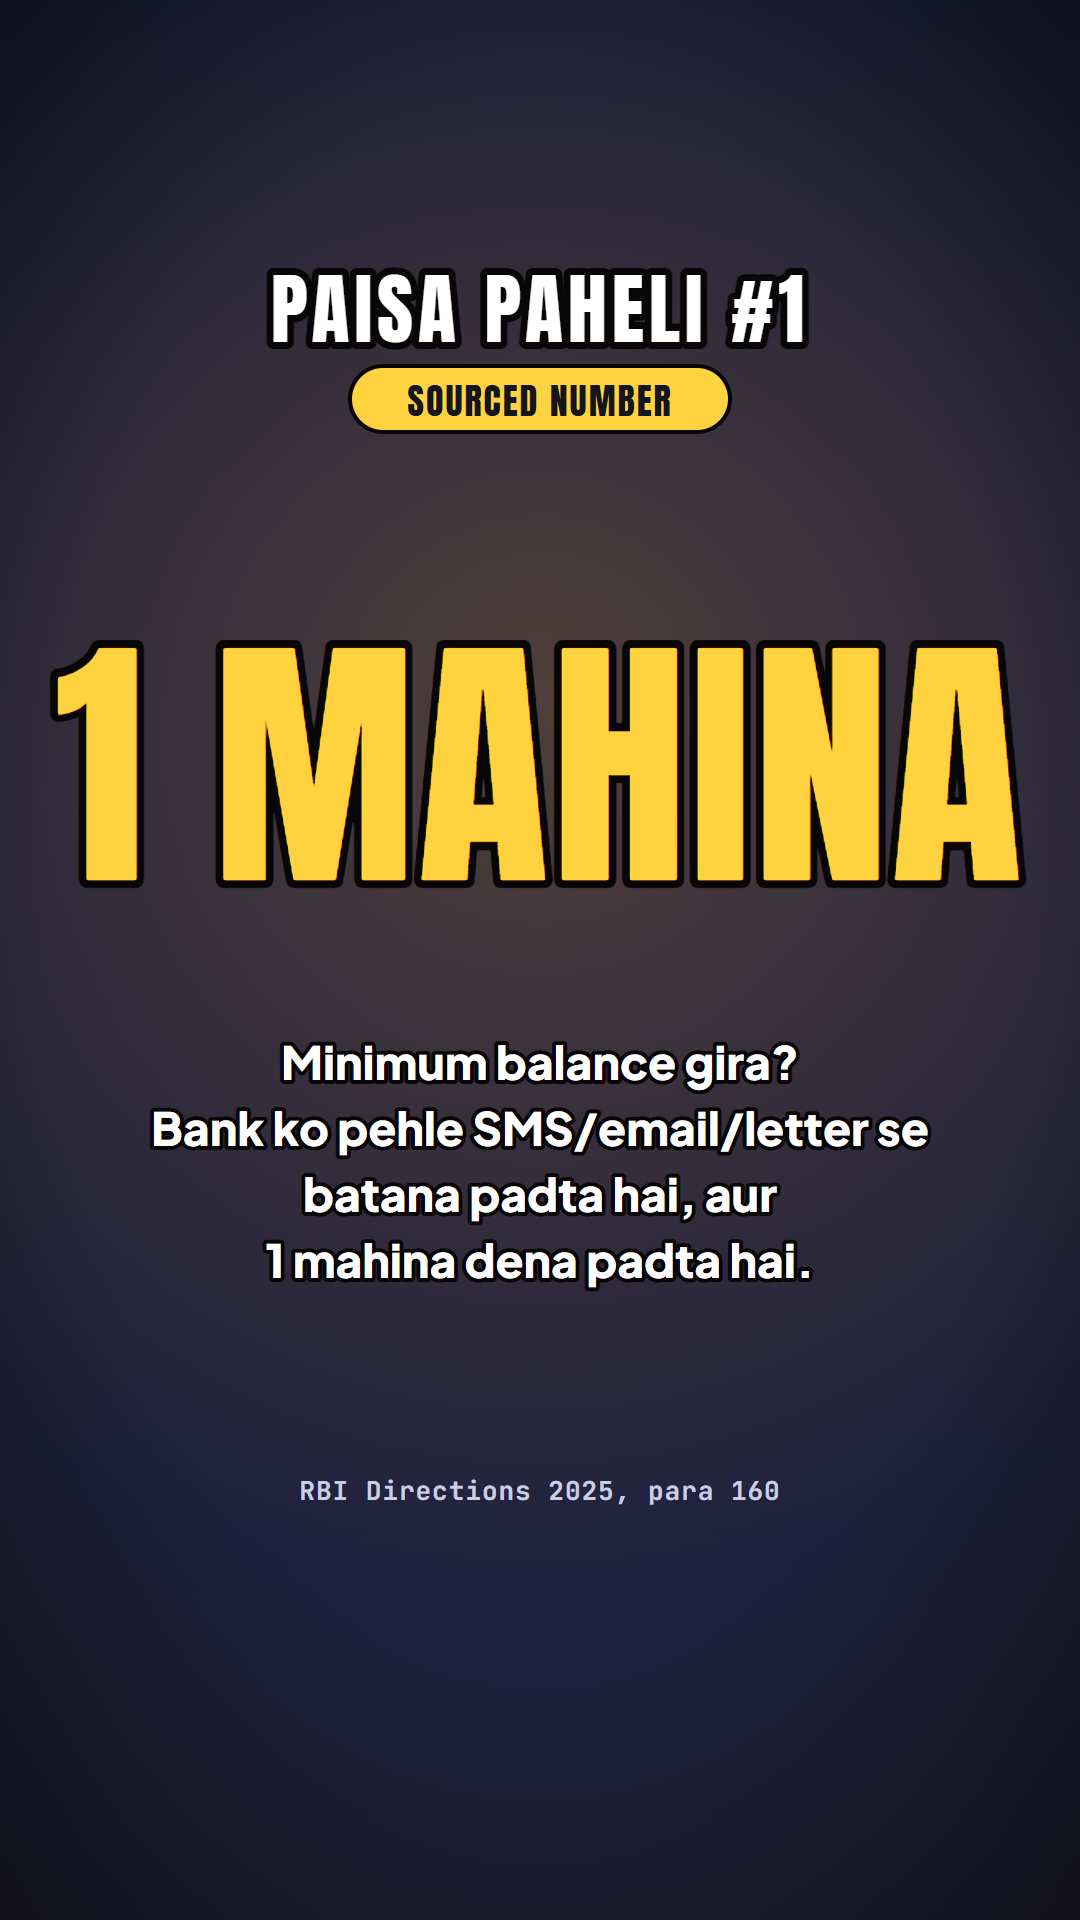 PAISA PAHELI #1
SOURCED NUMBER
1 MAHINA
Minimum balance gira?
Bank ko pehle SMS/email/letter se
batana padta hai, aur
1 mahina dena padta hai.
RBI Directions 2025, para 160